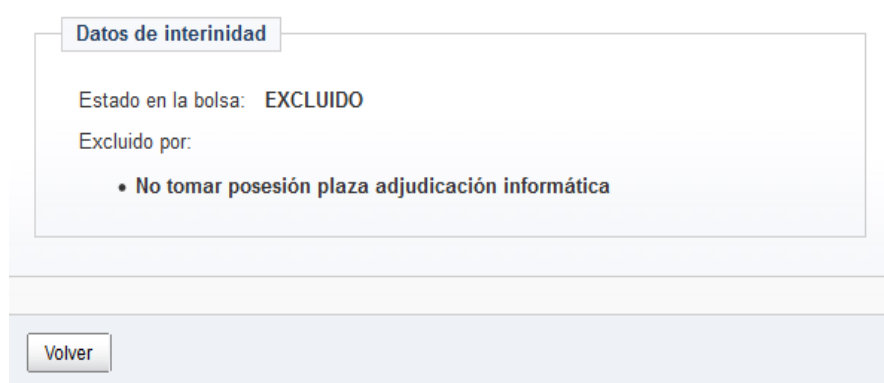 Datos de interinidad
Estado en la bolsa: EXCLUIDO
Excluido por:
• No tomar posesión plaza adjudicación informática
Volver